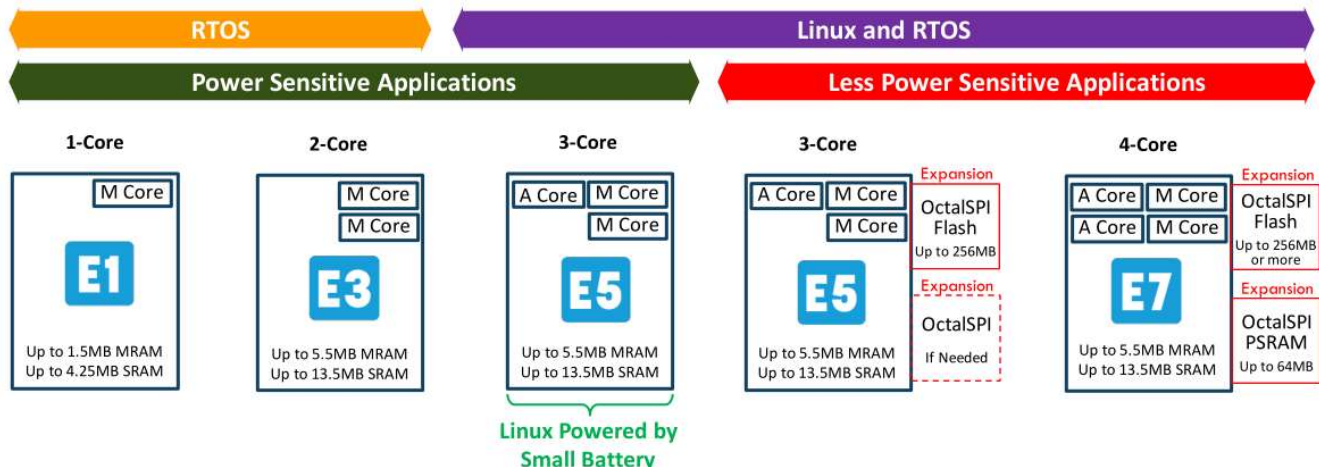 RTOS
Linux and RTOS
Power Sensitive Applications
Less Power Sensitive Applications
1-Core
M Core
E1
Up to 1.5MB MRAM
Up to 4.25MB SRAM
2-Core
M Core
M Core
E3
Up to 5.5MB MRAM
Up to 13.5MB SRAM
3-Core
A Core
M Core
M Core
E5
Up to 5.5MB MRAM
Up to 13.5MB SRAM
Linux Powered by
Small Battery
3-Core
A Core
M Core
M Core
E5
Up to 5.5MB MRAM
Up to 13.5MB SRAM
Expansion
OctalSPI
Flash
Up to 256MB
Expansion
OctalSPI
If Needed
4-Core
A Core
M Core
A Core
M Core
E7
Up to 5.5MB MRAM
Up to 13.5MB SRAM
Expansion
OctalSPI
Flash
Up to 256MB
or more
Expansion
OctalSPI
PSRAM
Up to 64MB